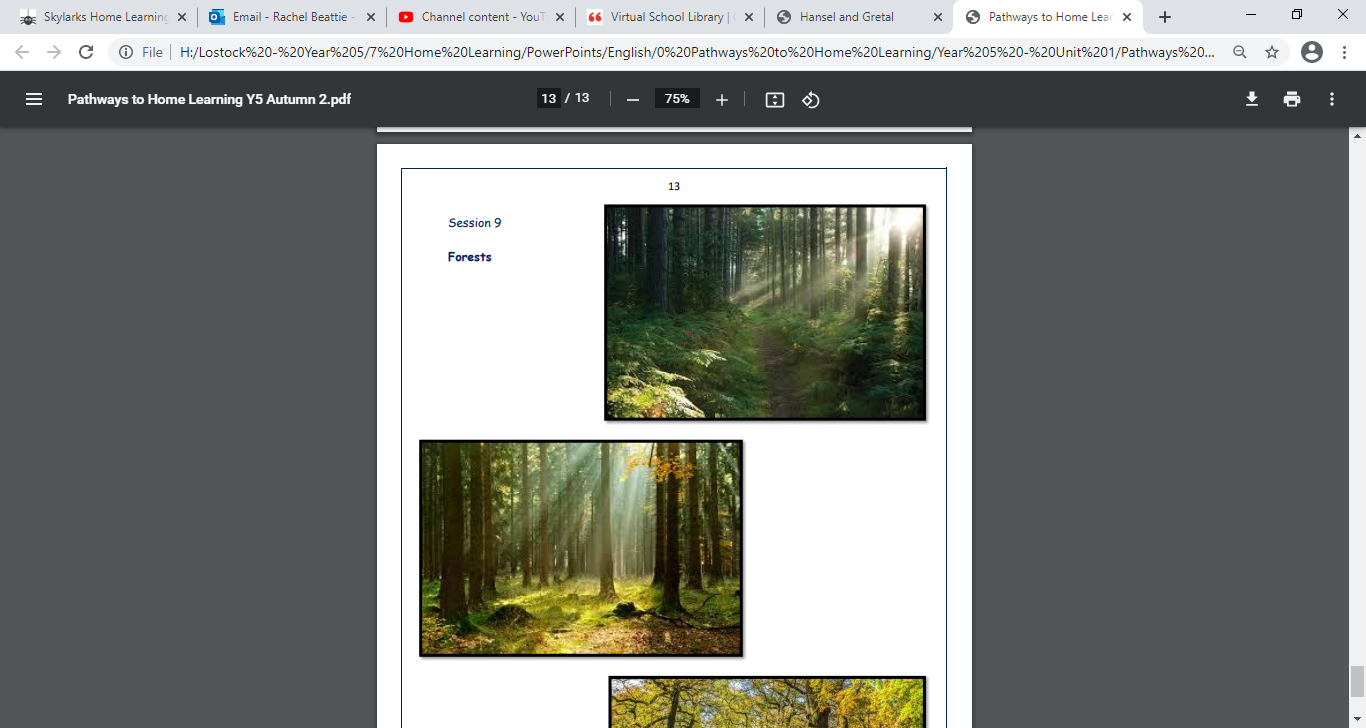 Skylarks Home Learning
Email - Rachel Beattie -
Channel content - YouT
Virtual School Library |
Hansel and Gretal
Pathways to Home Lear
File
H:/Lostock%20-%20Year%205/7%20Home%20Learning/PowerPoints/English/0%20Pathways%20to%20Home%20Learning/Year%205%20-%20Unit%201/Pathways%20...
Pathways to Home Learning Y5 Autumn 2.pdf
13 / 13
75%
13
Session 9
Forests